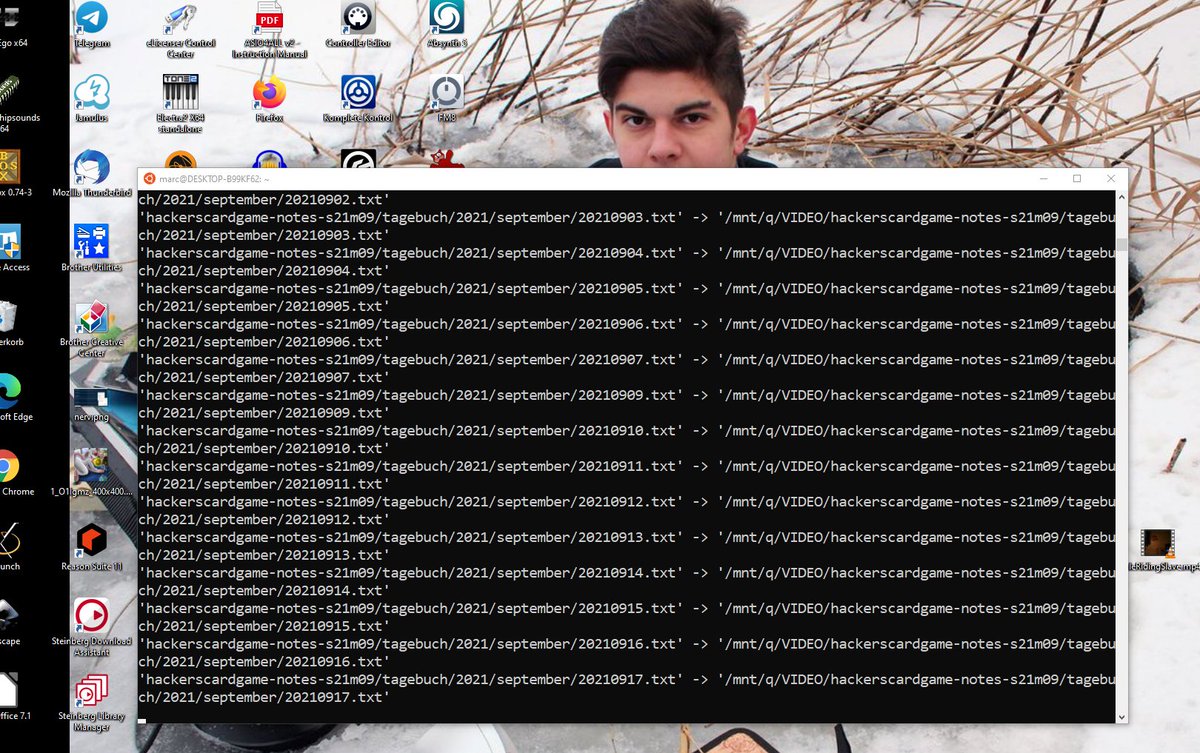 Ego x64
Telegram
eLicenser Control
Center
PDF
ASIO4ALL v2 -
Instruction Manual
Controller Editor
Absynth 5
chipsounds
x64
Jamulus
TONE2
Electra2 X64
standalone
Firefox
Komplete Kontrol
FM8
ox 0.74-3
Mozilla Thunderbird
Access
Brother Utilities
erkorb
Brother Creative
Center
soft Edge
nervi.png
Chrome
Reason Suite 11
unch
Steinberg Download
Assistant
scape
Steinberg Library
Manager
ffice 7.1
leRidingSlave.mp4
marc@DESKTOP-B99KF62: ~
ch/2021/september/20210902.txt'
'hackerscardgame-notes-s21m09/tagebuch/2021/september/20210903.txt' -> '/mnt/q/VIDEO/hackerscardgame-notes-s21m09/tagebu
ch/2021/september/20210903.txt'
'hackerscardgame-notes-s21m09/tagebuch/2021/september/20210904.txt' -> '/mnt/q/VIDEO/hackerscardgame-notes-s21m09/tagebu
ch/2021/september/20210904.txt'
'hackerscardgame-notes-s21m09/tagebuch/2021/september/20210905.txt' -> '/mnt/q/VIDEO/hackerscardgame-notes-s21m09/tagebu
ch/2021/september/20210905.txt'
'hackerscardgame-notes-s21m09/tagebuch/2021/september/20210906.txt' -> '/mnt/q/VIDEO/hackerscardgame-notes-s21m09/tagebu
ch/2021/september/20210906.txt'
'hackerscardgame-notes-s21m09/tagebuch/2021/september/20210907.txt' -> '/mnt/q/VIDEO/hackerscardgame-notes-s21m09/tagebu
ch/2021/september/20210907.txt'
'hackerscardgame-notes-s21m09/tagebuch/2021/september/20210909.txt' -> '/mnt/q/VIDEO/hackerscardgame-notes-s21m09/tagebu
ch/2021/september/20210909.txt'
'hackerscardgame-notes-s21m09/tagebuch/2021/september/20210910.txt' -> '/mnt/q/VIDEO/hackerscardgame-notes-s21m09/tagebu
ch/2021/september/20210910.txt'
'hackerscardgame-notes-s21m09/tagebuch/2021/september/20210911.txt' -> '/mnt/q/VIDEO/hackerscardgame-notes-s21m09/tagebu
ch/2021/september/20210911.txt'
'hackerscardgame-notes-s21m09/tagebuch/2021/september/20210912.txt' -> '/mnt/q/VIDEO/hackerscardgame-notes-s21m09/tagebu
ch/2021/september/20210912.txt'
'hackerscardgame-notes-s21m09/tagebuch/2021/september/20210913.txt' -> '/mnt/q/VIDEO/hackerscardgame-notes-s21m09/tagebu
ch/2021/september/20210913.txt'
'hackerscardgame-notes-s21m09/tagebuch/2021/september/20210914.txt' -> '/mnt/q/VIDEO/hackerscardgame-notes-s21m09/tagebu
ch/2021/september/20210914.txt'
'hackerscardgame-notes-s21m09/tagebuch/2021/september/20210915.txt' -> '/mnt/q/VIDEO/hackerscardgame-notes-s21m09/tagebu
ch/2021/september/20210915.txt'
'hackerscardgame-notes-s21m09/tagebuch/2021/september/20210916.txt' -> '/mnt/q/VIDEO/hackerscardgame-notes-s21m09/tagebu
ch/2021/september/20210916.txt'
'hackerscardgame-notes-s21m09/tagebuch/2021/september/20210917.txt' -> '/mnt/q/VIDEO/hackerscardgame-notes-s21m09/tagebu
ch/2021/september/20210917.txt'